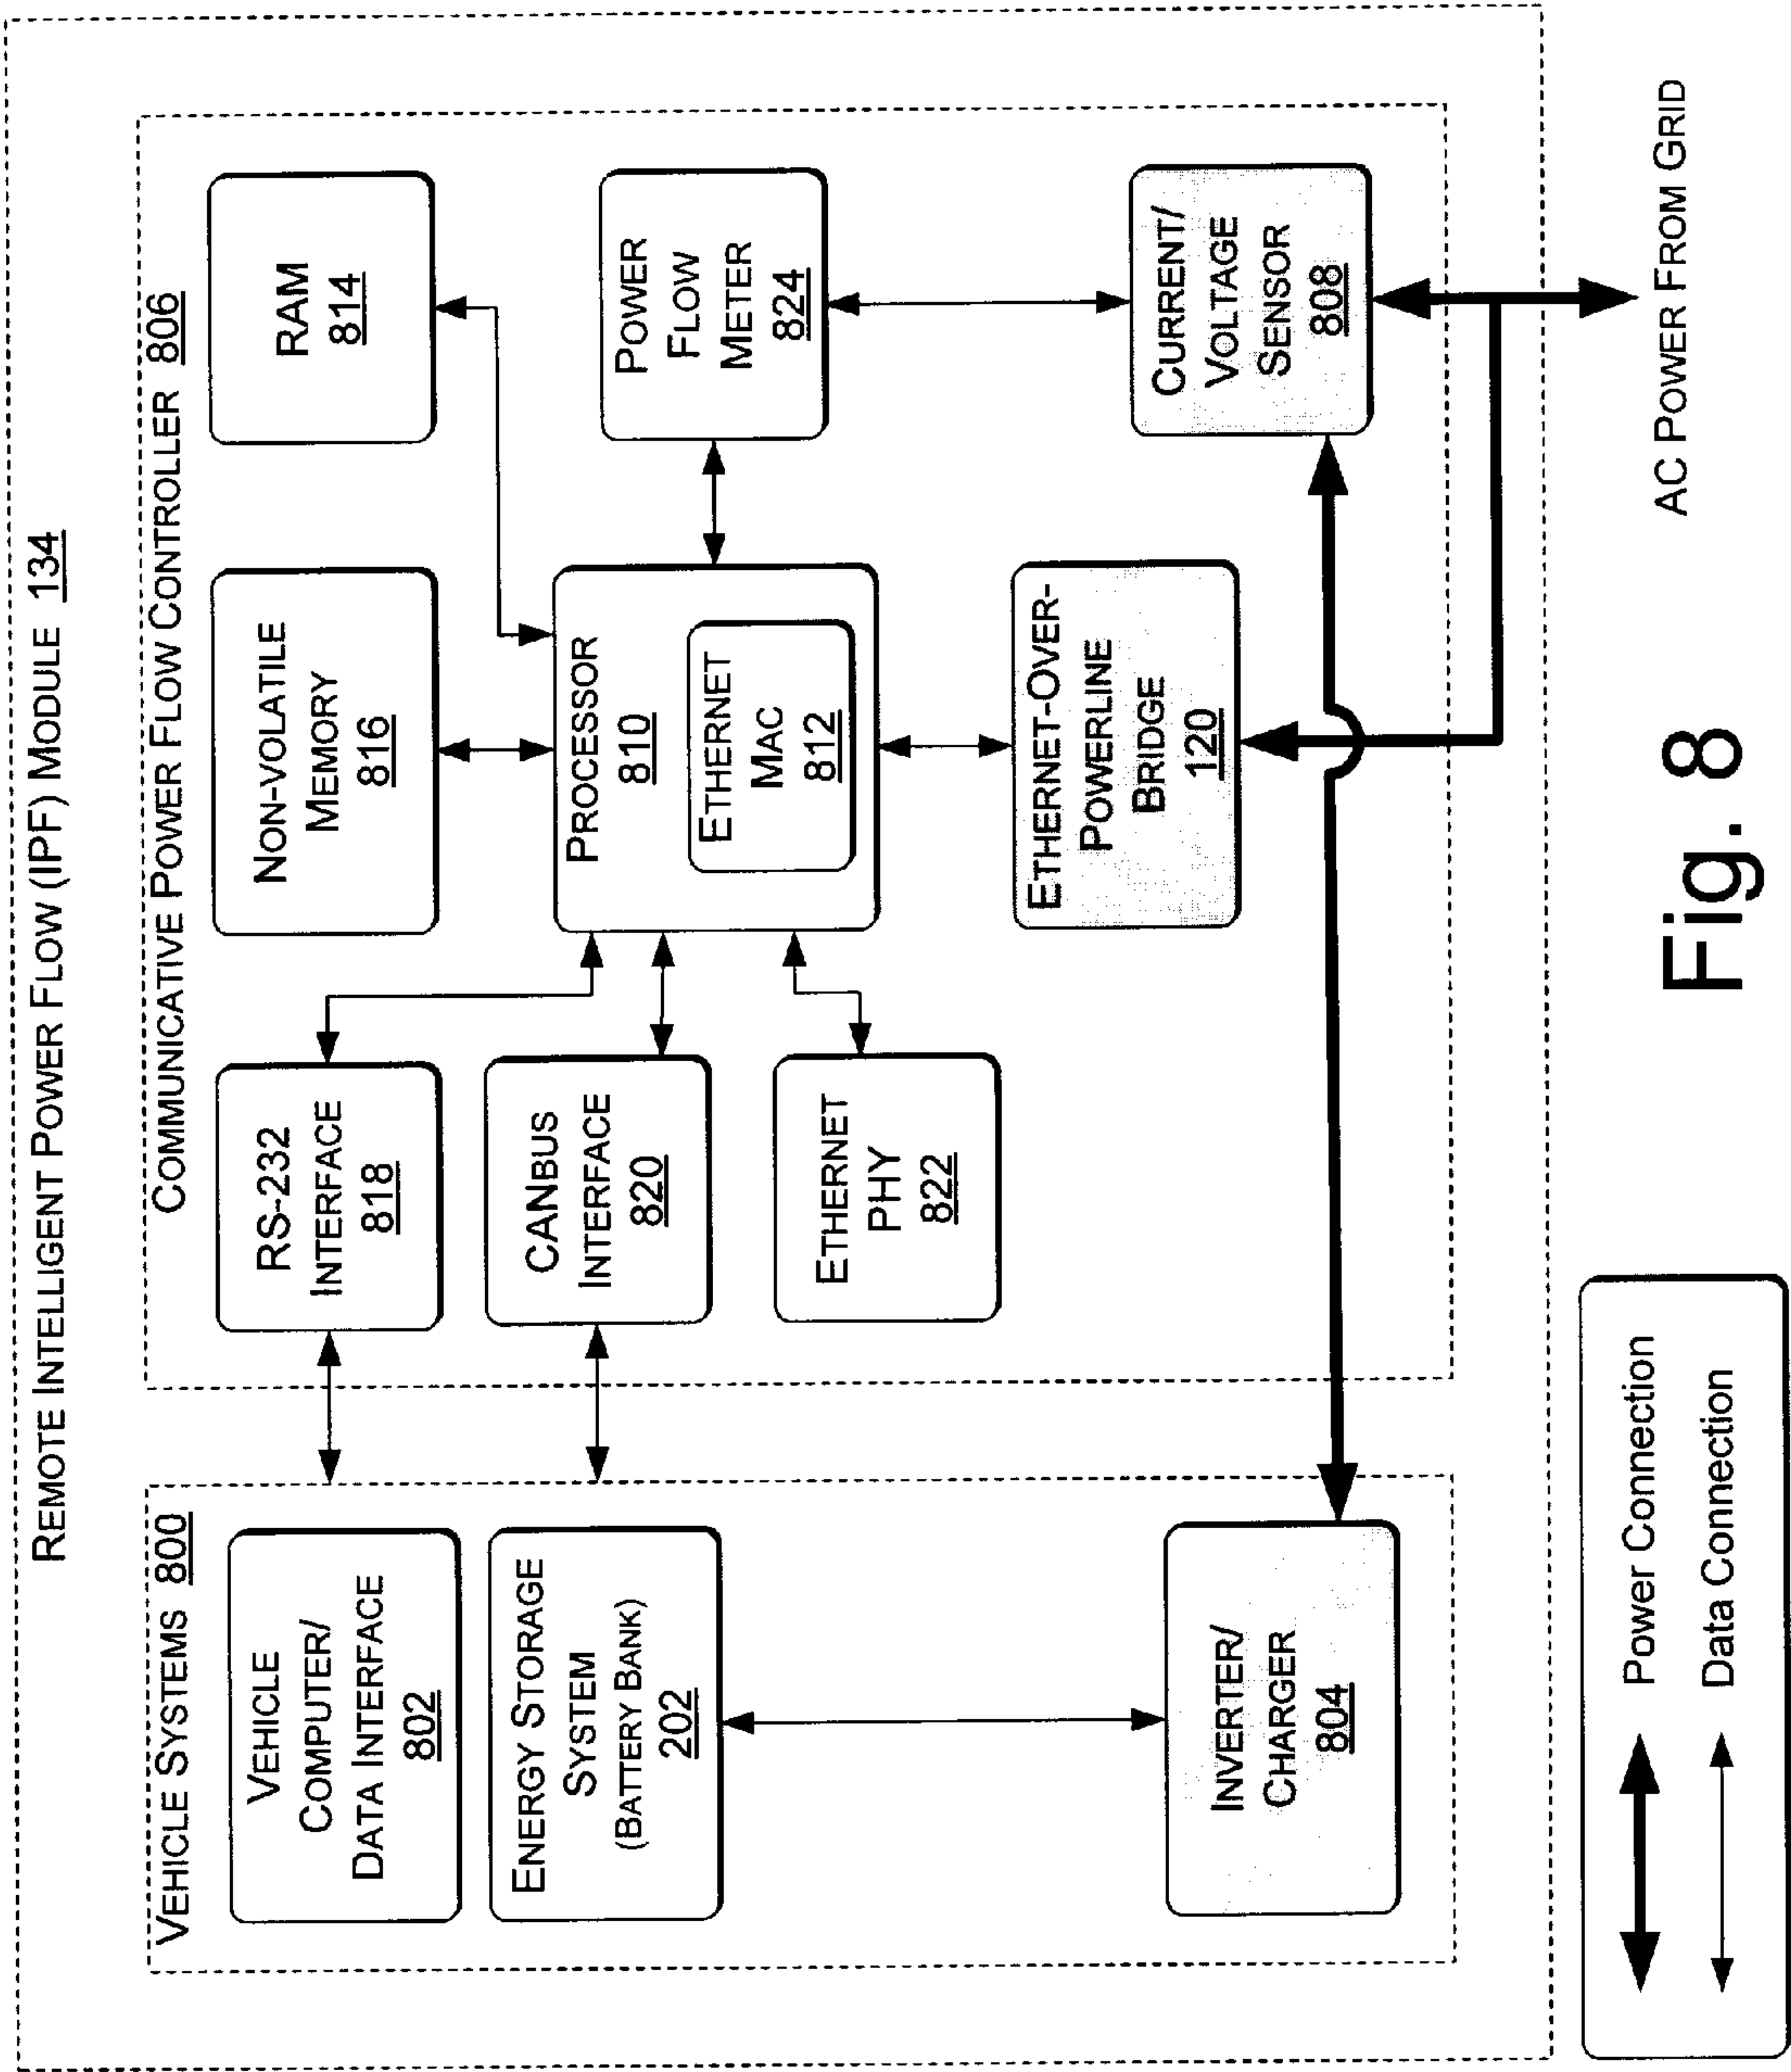 REMOTE INTELLIGENT POWER FLOW (IPF) MODULE 134
VEHICLE SYSTEMS 800
VEHICLE
COMPUTER/
DATA INTERFACE
802
ENERGY STORAGE
SYSTEM
(BATTERY BANK)
202
INVERTER/
CHARGER
804
COMMUNICATIVE POWER FLOW CONTROLLER 806
RS-232
INTERFACE
818
CANBUS
INTERFACE
820
ETHERNET
PHY
822
NON-VOLATILE
MEMORY
816
RAM
814
PROCESSOR
810
ETHERNET
MAC
812
POWER
FLOW
METER
824
ETHERNET-OVER-
POWERLINE
BRIDGE
120
CURRENT/
VOLTAGE
SENSOR
808
Power Connection
Data Connection
AC POWER FROM GRID
Fig. 8